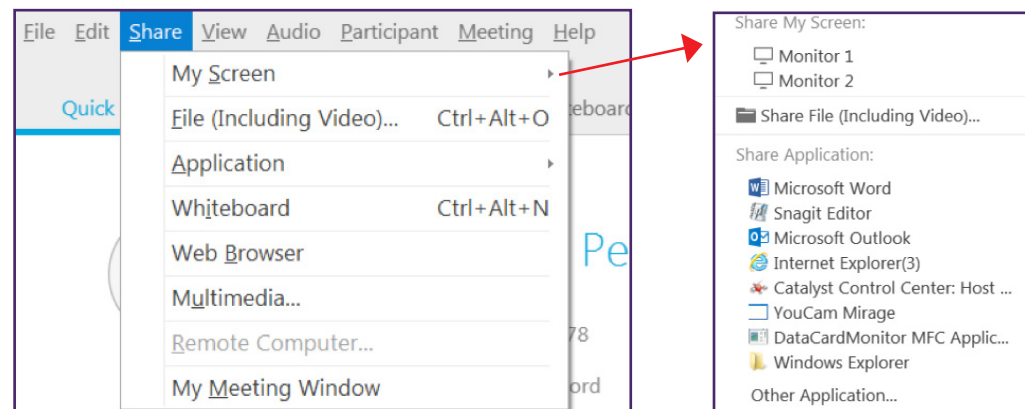 File Edit Share View Audio Participant Meeting Help
My Screen
Quick
File (Including Video)... Ctrl+Alt+O
eboard
Application
Whiteboard Ctrl+Alt+N
Web Browser
Pe
Multimedia...
Remote Computer...
78
My Meeting Window
ord
Share My Screen:
Monitor 1
Monitor 2
Share File (Including Video)...
Share Application:
Microsoft Word
Snagit Editor
Microsoft Outlook
Internet Explorer(3)
Catalyst Control Center: Host ...
YouCam Mirage
DataCardMonitor MFC Applic...
Windows Explorer
Other Application...